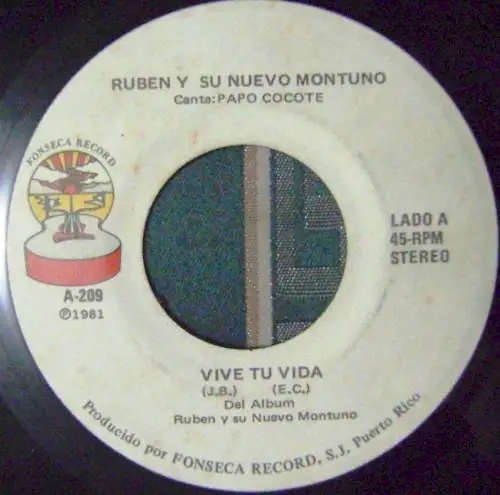 RUBEN Y SU NUEVO MONTUNO
Canta:PAPO COCOTE
FONSECA RECORD
A-209
℗1981
LADO A
45-RPM
STEREO
VIVE TU VIDA
(J.B.) (E.C.)
Del Album
Ruben y su Nuevo Montuno
Producido por FONSECA RECORD, S.J. Puerto Rico